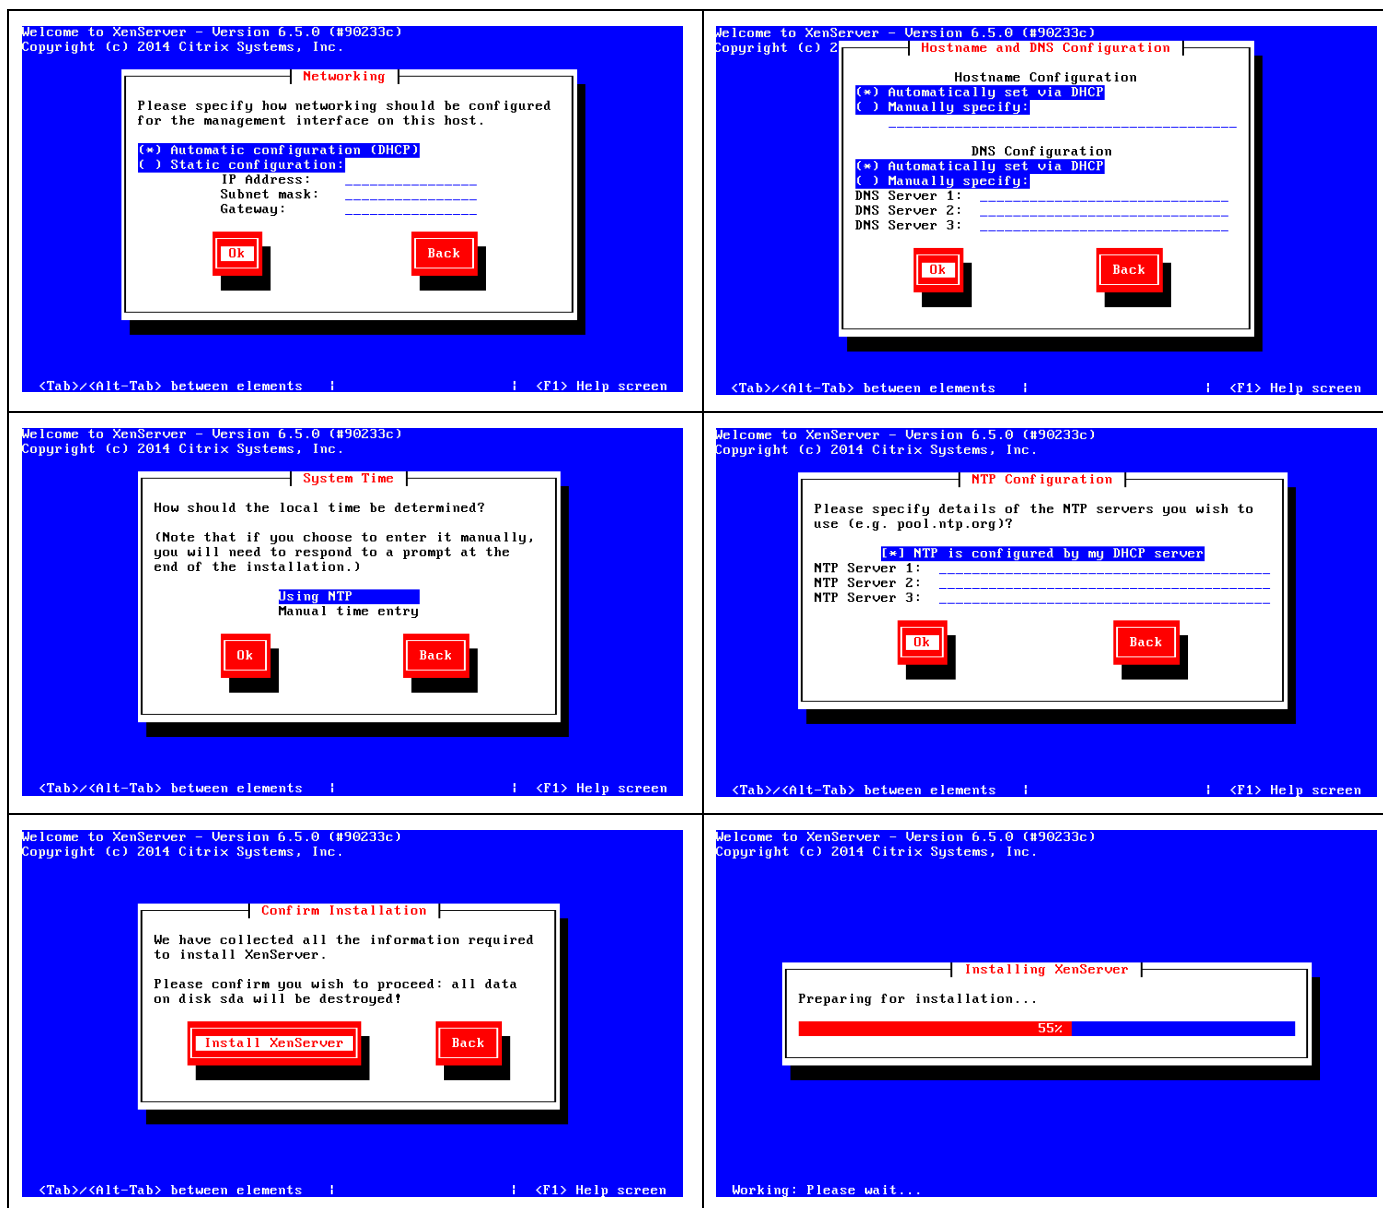 Welcome to XenServer - Version 6.5.0 (#90233c)
Copyright (c) 2014 Citrix Systems, Inc.
Networking
Please specify how networking should be configured
for the management interface on this host.
(*) Automatic configuration (DHCP)
( ) Static configuration:
IP Address: ________________
Subnet mask: ________________
Gateway: ________________
Ok Back
<Tab>/<Alt-Tab> between elements | | <F1> Help screen
Welcome to XenServer - Version 6.5.0 (#90233c)
Copyright (c) 2
Hostname and DNS Configuration
Hostname Configuration
(*) Automatically set via DHCP
( ) Manually specify:
DNS Configuration
(*) Automatically set via DHCP
( ) Manually specify:
DNS Server 1: ______________________________
DNS Server 2: ______________________________
DNS Server 3: ______________________________
Ok Back
<Tab>/<Alt-Tab> between elements | | <F1> Help screen
Welcome to XenServer - Version 6.5.0 (#90233c)
Copyright (c) 2014 Citrix Systems, Inc.
System Time
How should the local time be determined?
(Note that if you choose to enter it manually,
you will need to respond to a prompt at the
end of the installation.)
Using NTP
Manual time entry
Ok Back
<Tab>/<Alt-Tab> between elements | | <F1> Help screen
Welcome to XenServer - Version 6.5.0 (#90233c)
Copyright (c) 2014 Citrix Systems, Inc.
NTP Configuration
Please specify details of the NTP servers you wish to
use (e.g. pool.ntp.org)?
[*] NTP is configured by my DHCP server
NTP Server 1: ________________________________________
NTP Server 2: ________________________________________
NTP Server 3: ________________________________________
Ok Back
<Tab>/<Alt-Tab> between elements | | <F1> Help screen
Welcome to XenServer - Version 6.5.0 (#90233c)
Copyright (c) 2014 Citrix Systems, Inc.
Confirm Installation
We have collected all the information required
to install XenServer.
Please confirm you wish to proceed: all data
on disk sda will be destroyed!
Install XenServer Back
<Tab>/<Alt-Tab> between elements | | <F1> Help screen
Welcome to XenServer - Version 6.5.0 (#90233c)
Copyright (c) 2014 Citrix Systems, Inc.
Installing XenServer
Preparing for installation...
55%
Working: Please wait...